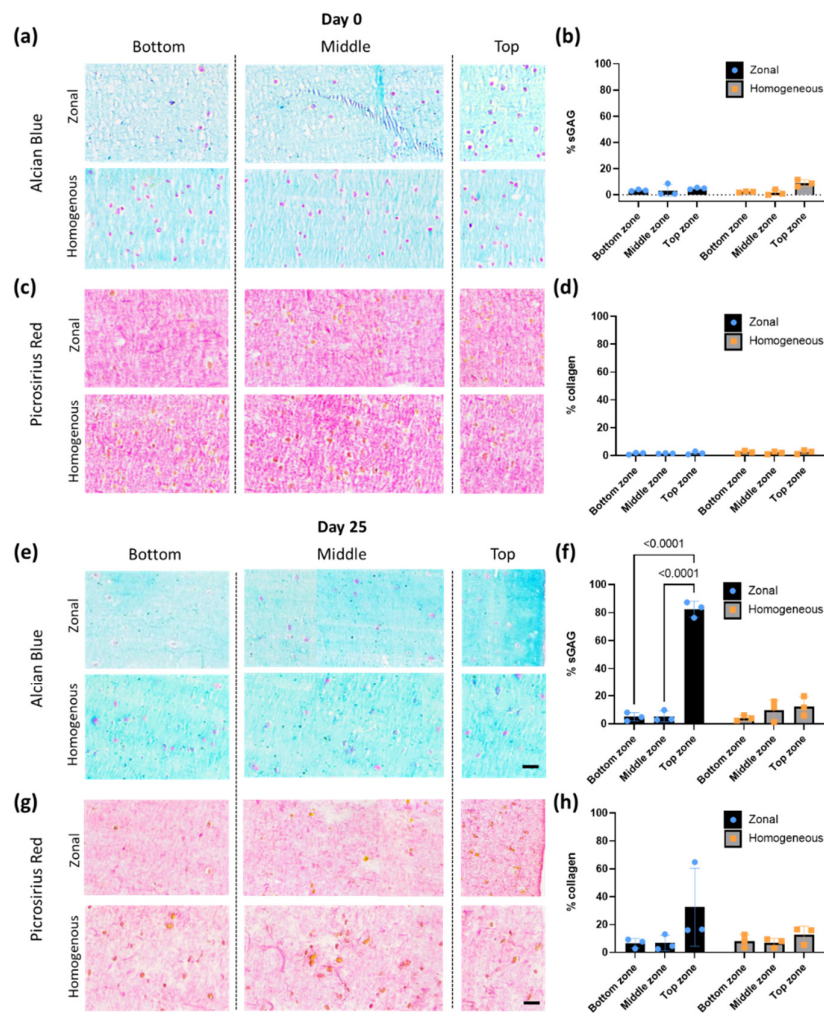 Day 0
(a)
Bottom
Middle
Top
Alcian Blue
Zonal
Homogenous
(b)
% sGAG
100
80
60
40
20
0
Zonal
Homogeneous
Bottom zone
Middle zone
Top zone
Bottom zone
Middle zone
Top zone
(c)
Picrosirius Red
Zonal
Homogenous
(d)
% collagen
100
80
60
40
20
0
Zonal
Homogeneous
Bottom zone
Middle zone
Top zone
Bottom zone
Middle zone
Top zone
Day 25
(e)
Bottom
Middle
Top
Alcian Blue
Zonal
Homogenous
(f)
<0.0001
<0.0001
% sGAG
100
80
60
40
20
0
Zonal
Homogeneous
Bottom zone
Middle zone
Top zone
Bottom zone
Middle zone
Top zone
(g)
Picrosirius Red
Zonal
Homogenous
(h)
% collagen
100
80
60
40
20
0
Zonal
Homogeneous
Bottom zone
Middle zone
Top zone
Bottom zone
Middle zone
Top zone